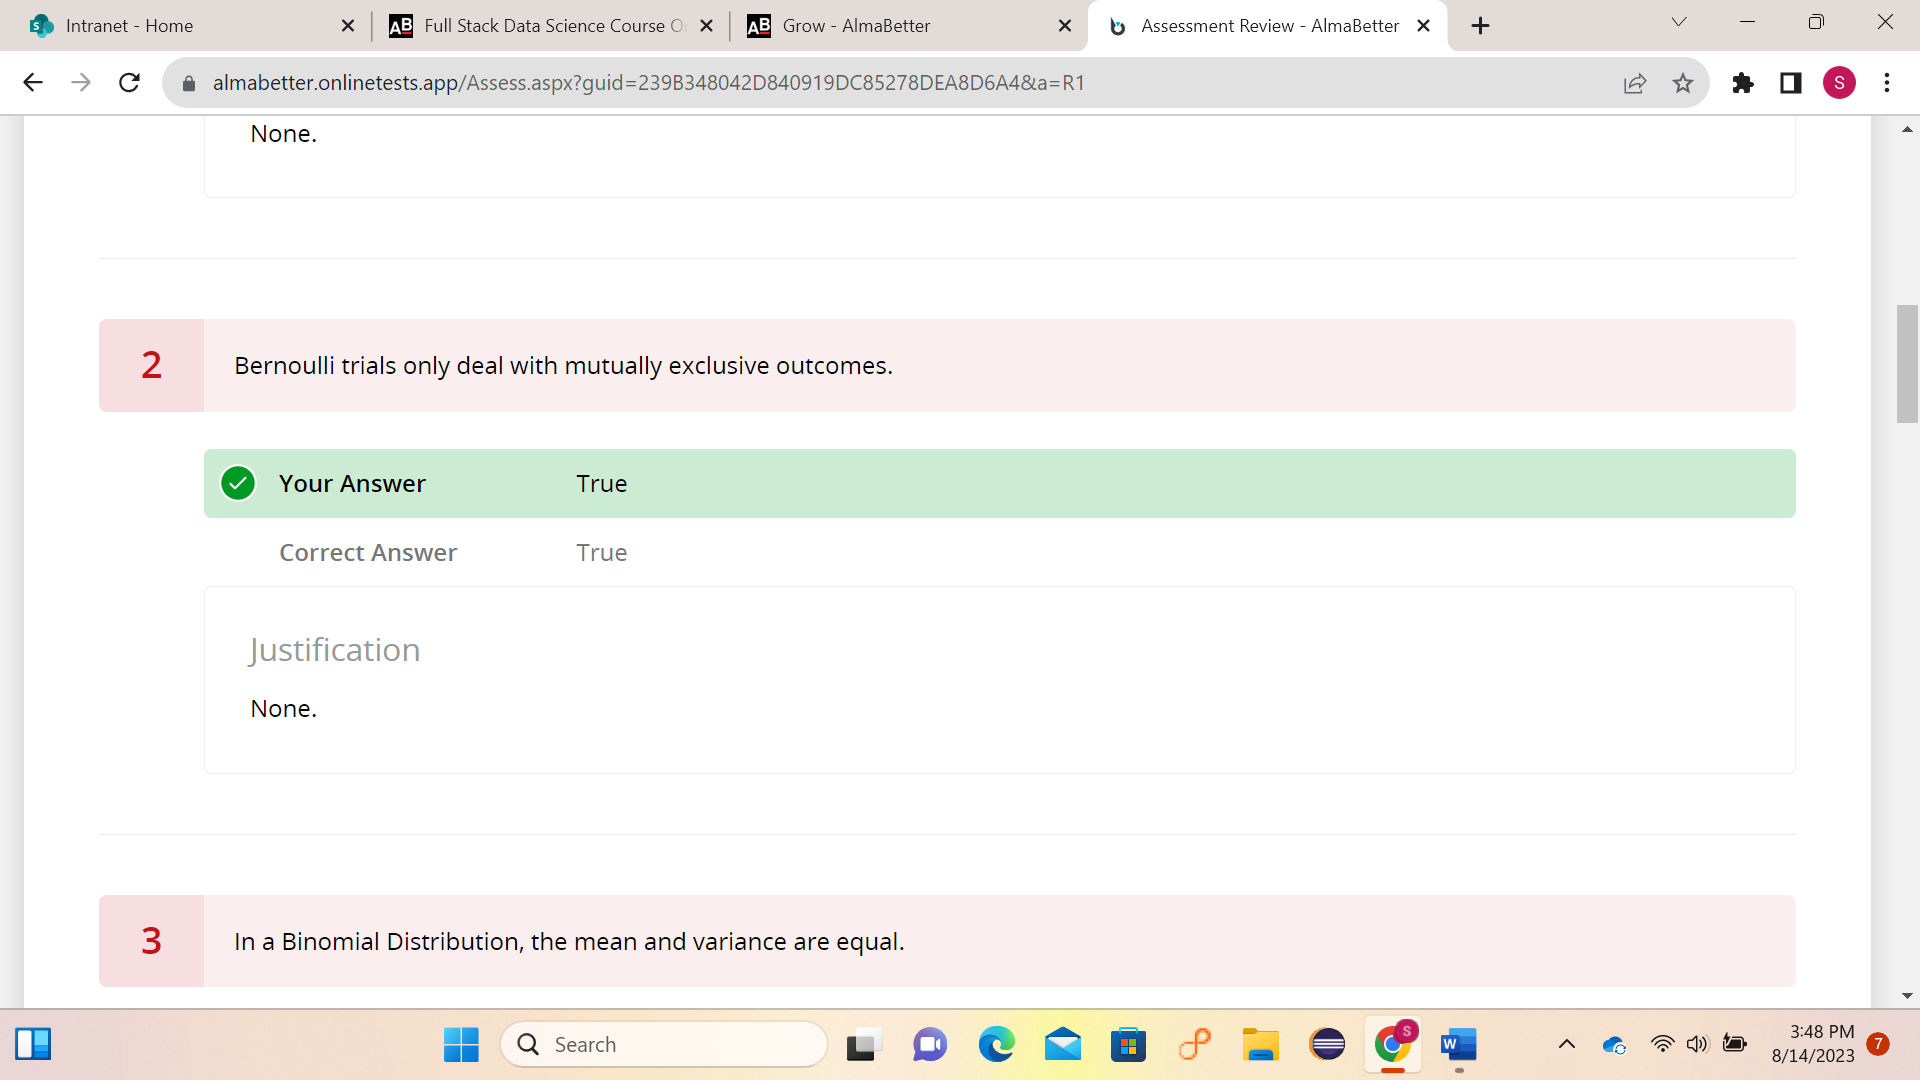 Intranet - Home
AB Full Stack Data Science Course O
AB Grow - AlmaBetter
Assessment Review - AlmaBetter
almabetter.onlinetests.app/Assess.aspx?guid=239B348042D840919DC85278DEA8D6A4&a=R1
S
None.
2 Bernoulli trials only deal with mutually exclusive outcomes.
Your Answer True
Correct Answer True
Justification
None.
3 In a Binomial Distribution, the mean and variance are equal.
Search
S
W
3:48 PM
8/14/2023
7